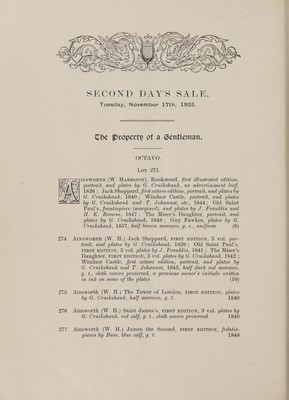 SECOND DAY'S SALE.
Tuesday, November 17th, 1925.
The Property of a Gentleman.
OCTAVO.
LOT 273.
AINSWORTH (W. HARRISON), Rookwood, first illustrated edition,
portrait, and plates by G. Cruikshank, no advertisement leaf,
1836; Jack Sheppard, first octavo edition, portrait, and plates by
G. Cruikshank, 1840; Windsor Castle, portrait, and plates
by G. Cruikshank and T. Johannot, etc., 1844; Old Saint
Paul's, frontispiece (margined), and plates by J. Franklin and
H. K. Browne, 1847; The Miser's Daughter, portrait, and
plates by G. Cruikshank, 1848; Guy Fawkes, plates by G.
Cruikshank, 1857, half brown morocco, g. e., uniform (6)
274 AINSWORTH (W. H.) Jack Sheppard, FIRST EDITION, 3 vol. por-
trait, and plates by G. Cruikshank, 1839; Old Saint Paul's,
FIRST EDITION, 3 vol. plates by J. Franklin, 1841; The Miser's
Daughter, FIRST EDITION, 3 vol. plates by G. Cruikshank, 1842;
Windsor Castle, first octavo edition, portrait, and plates by
G. Cruikshank and T. Johannot, 1843, half dark red morocco,
g. t., cloth covers preserved, a previous owner's initials written
in ink on some of the plates (10)
275 Ainsworth (W. H.) The Tower of London, FIRST EDITION, plates
by G. Cruikshank, half morocco, g. t. 1840
276 Ainsworth (W. H.) Saint James's, FIRST EDITION, 3 vol. plates by
G. Cruikshank, red calf, g. t., cloth covers preserved 1846
277 Ainsworth (W. H.) James the Second, FIRST EDITION, frontis-
pieces by Buss, blue calf, g. t. 1848